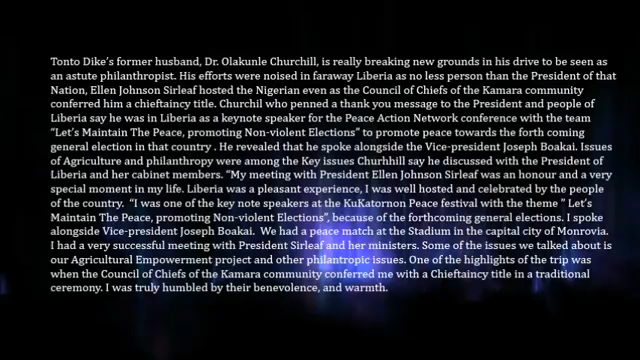 Tonto Dike's former husband, Dr. Olakunle Churchill, is really breaking new grounds in his drive to be seen as
an astute philanthropist. His efforts were noised in faraway Liberia as no less person than the President of that
Nation, Ellen Johnson Sirleaf hosted the Nigerian even as the Council of Chiefs of the Kamara community
conferred him a chieftaincy title. Churchil who penned a thank you message to the President and people of
Liberia say he was in Liberia as a keynote speaker for the Peace Action Network conference with the team
“Let's Maintain The Peace, promoting Non-violent Elections” to promote peace towards the forth coming
general election in that country . He revealed that he spoke alongside the Vice-president Joseph Boakai. Issues
of Agriculture and philanthropy were among the Key issues Churhhill say he discussed with the President of
Liberia and her cabinet members. “My meeting with President Ellen Johnson Sirleaf was an honour and a very
special moment in my life. Liberia was a pleasant experience, I was well hosted and celebrated by the people
of the country. “I was one of the key note speakers at the KuKatornon Peace festival with the theme ” Let's
Maintain The Peace, promoting Non-violent Elections”, because of the forthcoming general elections. I spoke
alongside Vice-president Joseph Boakai. We had a peace match at the Stadium in the capital city of Monrovia.
I had a very successful meeting with President Sirleaf and her ministers. Some of the issues we talked about is
our Agricultural Empowerment project and other philantropic issues. One of the highlights of the trip was
when the Council of Chiefs of the Kamara community conferred me with a Chieftaincy title in a traditional
ceremony. I was truly humbled by their benevolence, and warmth.